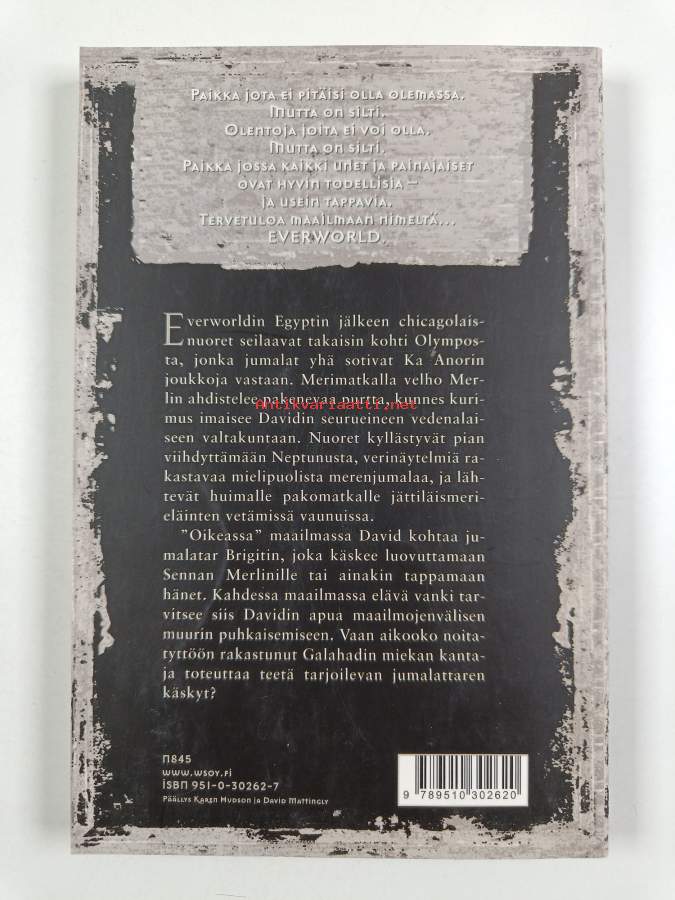 PAIKKA JOTA EI PITÄISI OLLA OLEMASSA.
MUTTA ON SILTI.
OLENTOJA JOITA EI VOI OLLA.
MUTTA ON SILTI.
PAIKKA JOSSA KAIKKI UNET JA PAINAJAISET
OVAT HYVIN TODELLISIA –
JA USEIN TAPPAVIA.
TERVETULOA MAAILMAAN NIMELTÄ...
EVERWORLD.
Everworldin Egyptin jälkeen chicagolais-
nuoret seilaavat takaisin kohti Olympos-
ta, jonka jumalat yhä sotivat Ka Anorin
joukkoja vastaan. Merimatkalla velho Mer-
lin ahdistelee pakenevaa purtta, kunnes kuri-
Antikvariaatti.net
mus imaisee Davidin seurueineen vedenalai-
seen valtakuntaan. Nuoret kyllästyvät pian
viihdyttämään Neptunusta, verinäytelmiä ra-
kastavaa mielipuolista merenjumalaa, ja läh-
tevät huimalle pakomatkalle jättiläismeri-
eläinten vetämissä vaunuissa.
”Oikeassa” maailmassa David kohtaa ju-
malatar Brigitin, joka käskee luovuttamaan
Sennan Merlinille tai ainakin tappamaan
hänet. Kahdessa maailmassa elävä vanki tar-
vitsee siis Davidin apua maailmojenvälisen
muurin puhkaisemiseen. Vaan aikooko noita-
tyttöön rakastunut Galahadin miekan kanta-
ja toteuttaa teetä tarjoilevan jumalattaren
käskyt?
N845
WWW.WSOY.FI
ISBN 951-0-30262-7
PÄÄLLYS KAREN HUDSON JA DAVID MATTINGLY
9 789510 302620